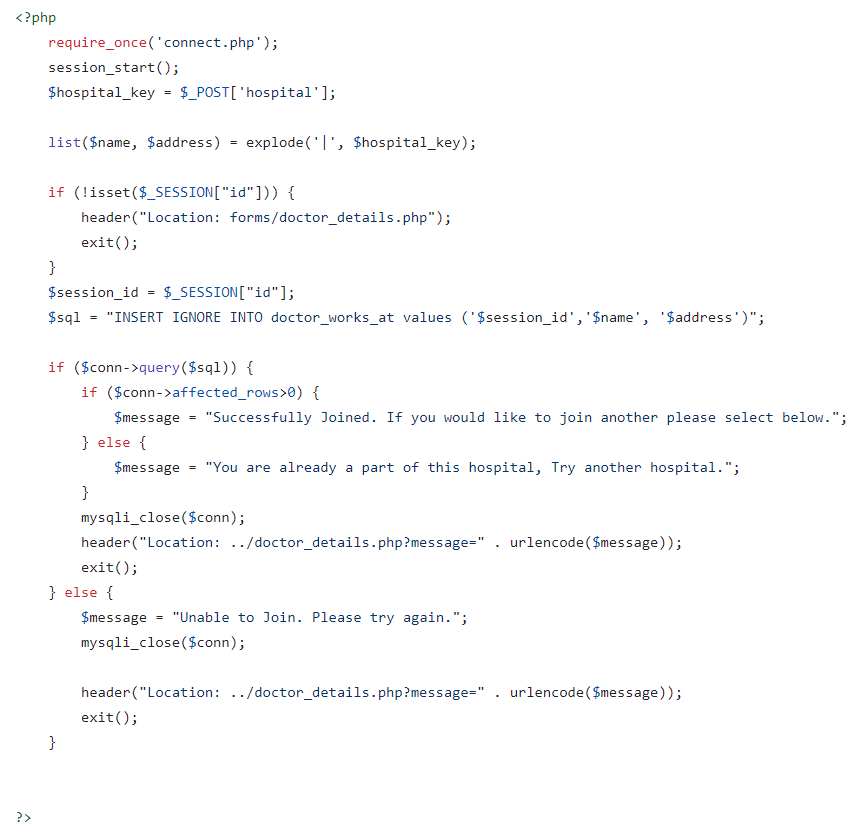 <?php
    require_once('connect.php');
    session_start();
    $hospital_key = $_POST['hospital'];

    list($name, $address) = explode('|', $hospital_key);

    if (!isset($_SESSION["id"])) {
        header("Location: forms/doctor_details.php");
        exit();
    }
    $session_id = $_SESSION["id"];
    $sql = "INSERT IGNORE INTO doctor_works_at values ('$session_id','$name', '$address')";

    if ($conn->query($sql)) {
        if ($conn->affected_rows>0) {
            $message = "Successfully Joined. If you would like to join another please select below.";
        } else {
            $message = "You are already a part of this hospital, Try another hospital.";
        }
        mysqli_close($conn);
        header("Location: ../doctor_details.php?message=" . urlencode($message));
        exit();
    } else {
        $message = "Unable to Join. Please try again.";
        mysqli_close($conn);

        header("Location: ../doctor_details.php?message=" . urlencode($message));
        exit();
    }


?>